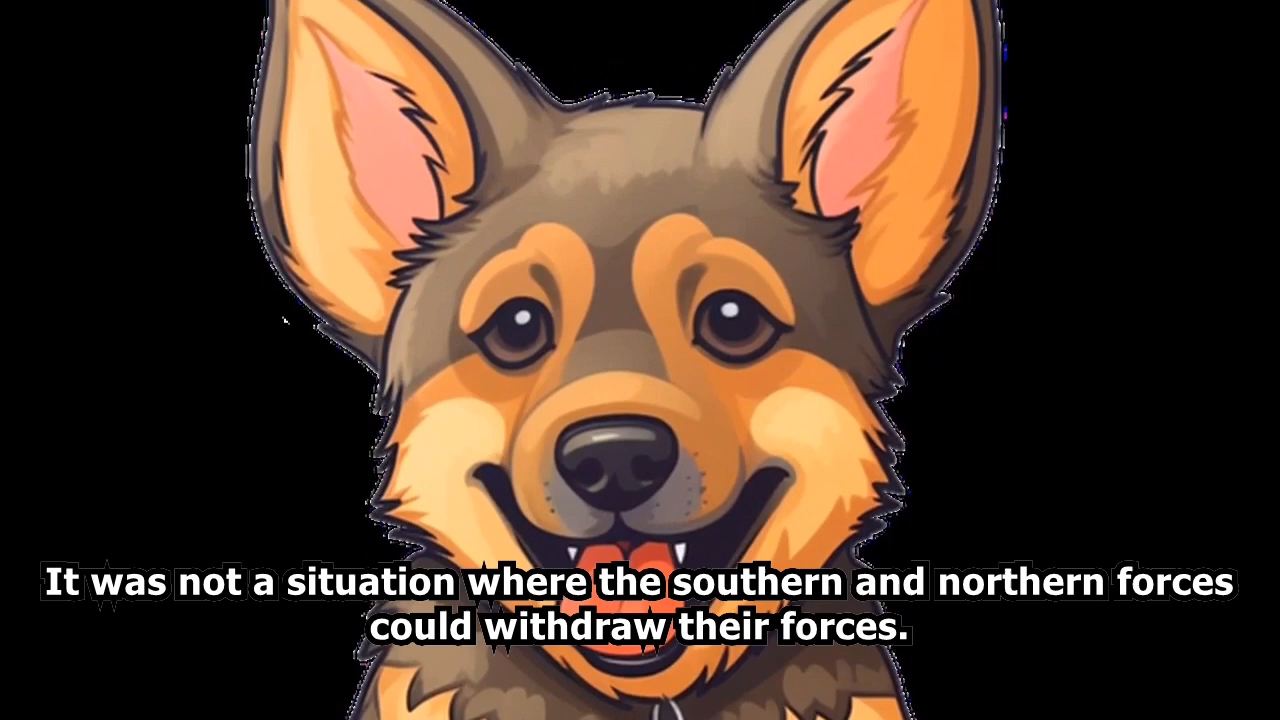 It was not a situation where the southern and northern forces
could withdraw their forces.